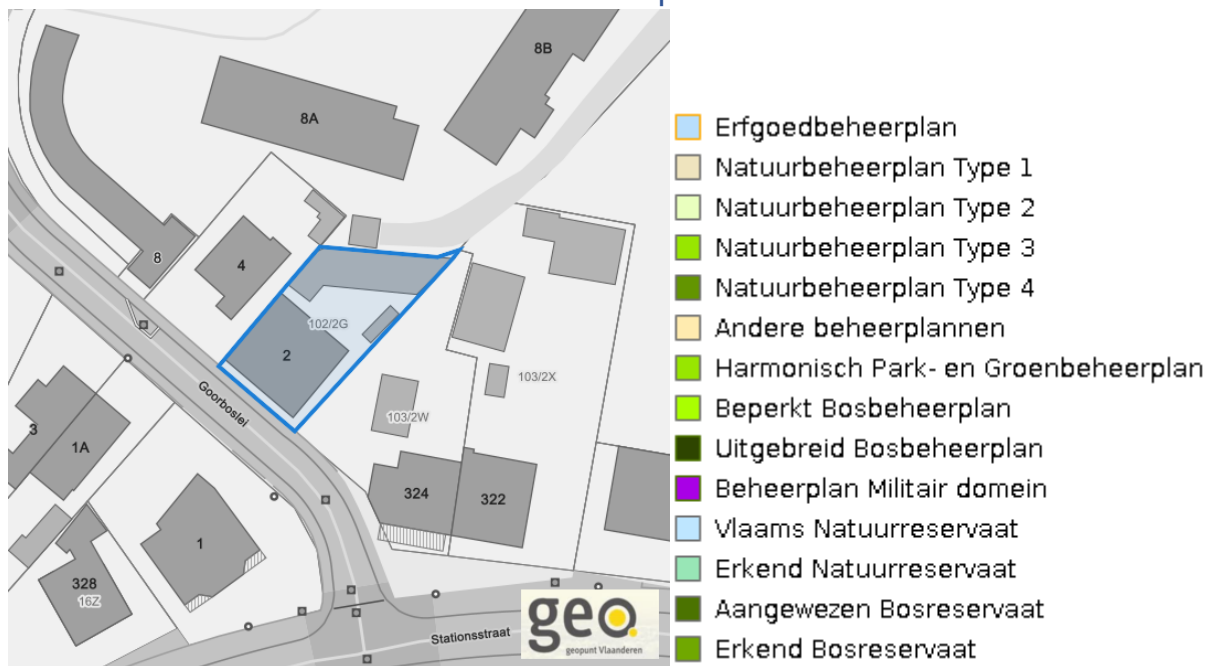 8B
8A
8
4
102/2G
2
Goorboslei
103/2X
103/2W
3
1A
324
322
1
328
16Z
Stationsstraat
geo
geopunt Vlaanderen
Erfgoedbeheerplan
Natuurbeheerplan Type 1
Natuurbeheerplan Type 2
Natuurbeheerplan Type 3
Natuurbeheerplan Type 4
Andere beheerplannen
Harmonisch Park- en Groenbeheerplan
Beperkt Bosbeheerplan
Uitgebreid Bosbeheerplan
Beheerplan Militair domein
Vlaams Natuurreservaat
Erkend Natuurreservaat
Aangewezen Bosreservaat
Erkend Bosreservaat